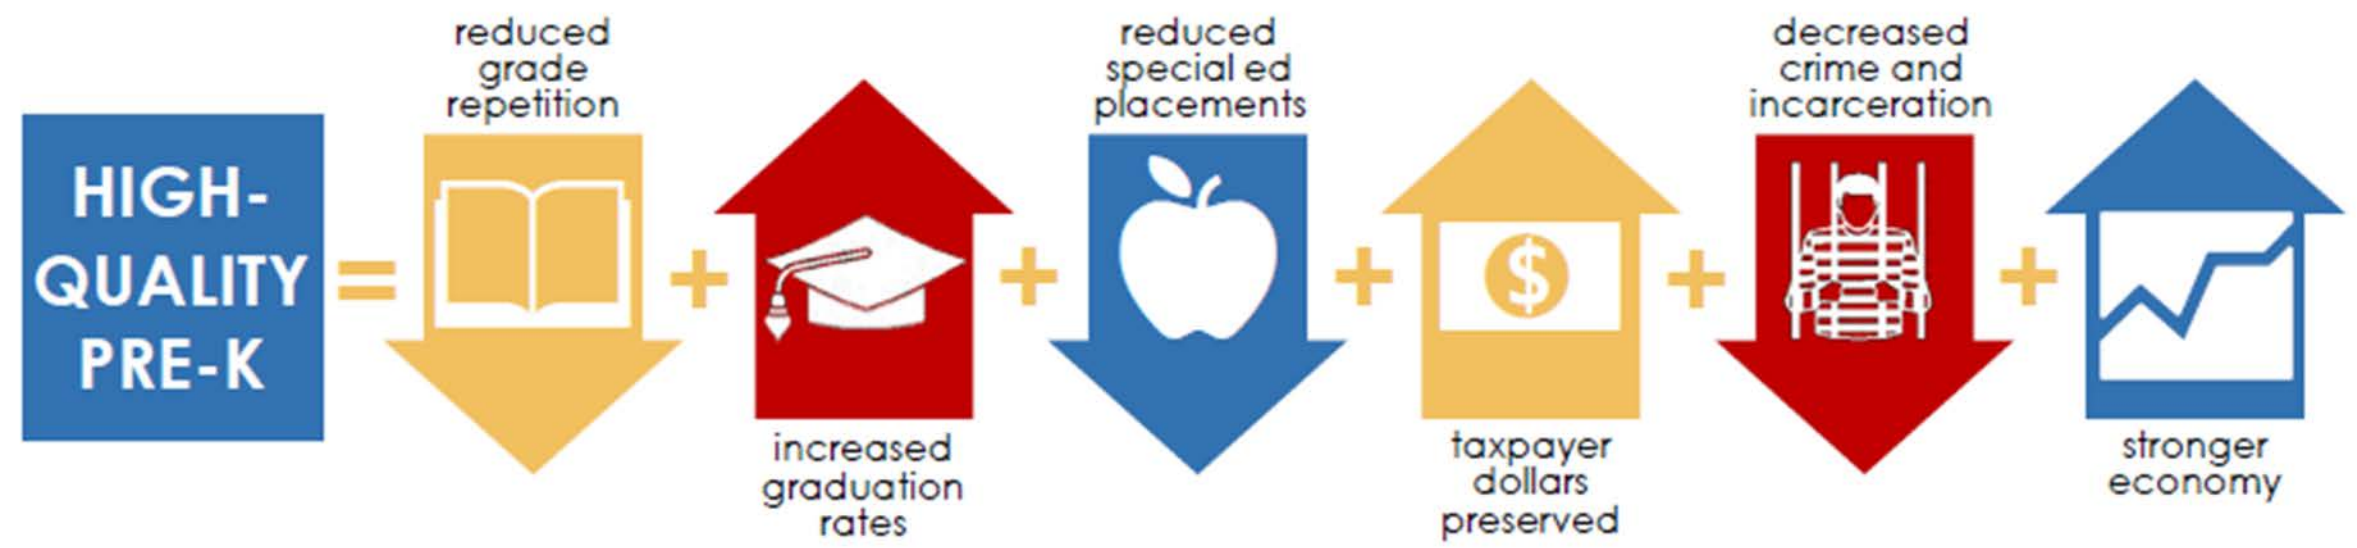 HIGH-
QUALITY
PRE-K
=
reduced
grade
repetition
+
increased
graduation
rates
+
reduced
special ed
placements
+
$
taxpayer
dollars
preserved
+
decreased
crime and
incarceration
+
stronger
economy